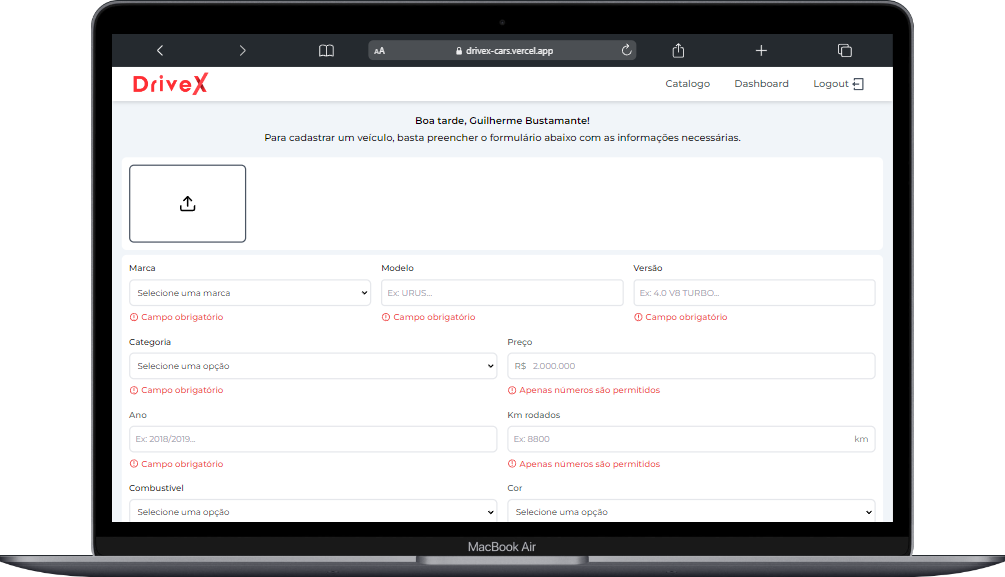 AA drivex-cars.vercel.app
DriveX Catalogo Dashboard Logout
Boa tarde, Guilherme Bustamante!
Para cadastrar um veículo, basta preencher o formulário abaixo com as informações necessárias.
Marca Modelo Versão
Selecione uma marca Ex: URUS... Ex: 4.0 V8 TURBO...
Campo obrigatório Campo obrigatório Campo obrigatório
Categoria Preço
Selecione uma opção R$ 2.000.000
Campo obrigatório Apenas números são permitidos
Ano Km rodados
Ex: 2018/2019... Ex: 8800 km
Campo obrigatório Apenas números são permitidos
Combustível Cor
Selecione uma opção Selecione uma opção
MacBook Air